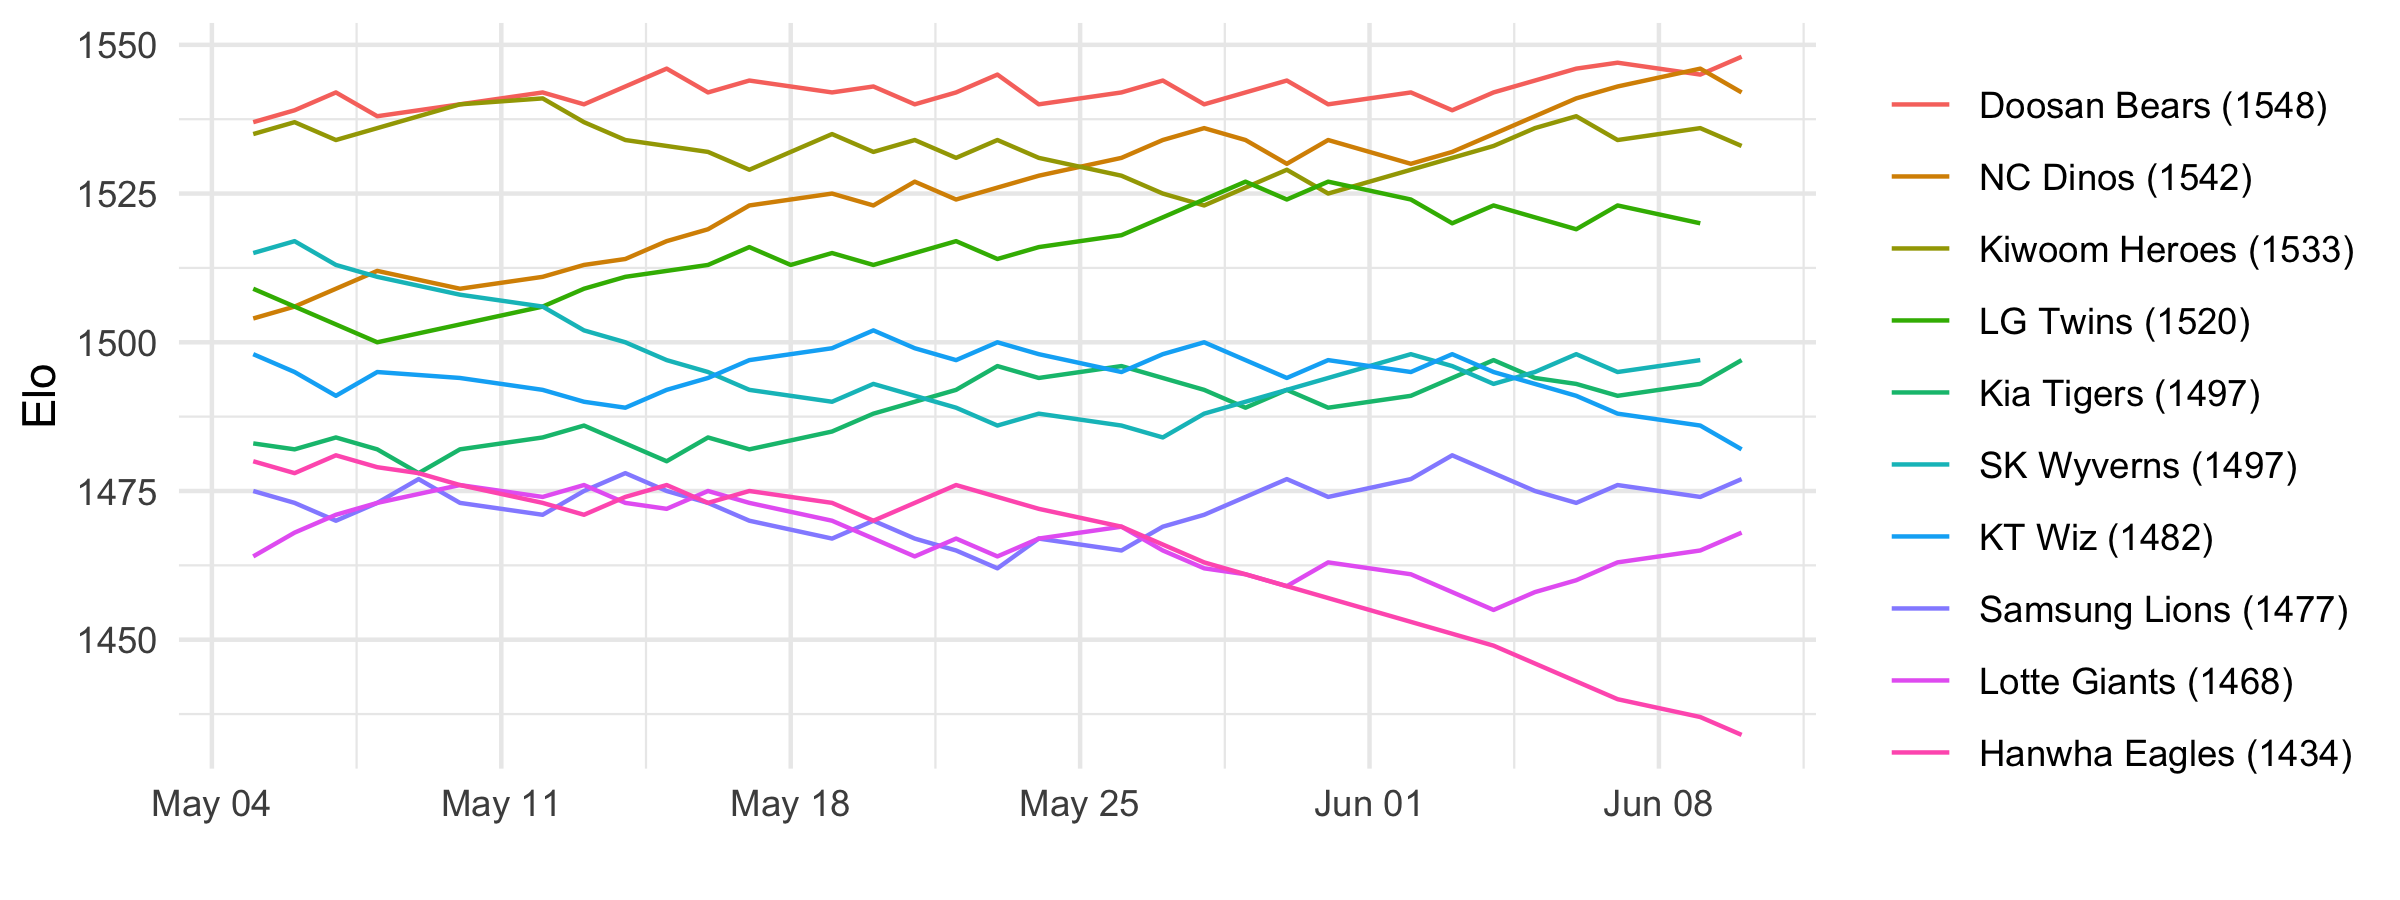 1550
1525
1500
1475
1450
Elo
May 04
May 11
May 18
May 25
Jun 01
Jun 08
Doosan Bears (1548)
NC Dinos (1542)
Kiwoom Heroes (1533)
LG Twins (1520)
Kia Tigers (1497)
SK Wyverns (1497)
KT Wiz (1482)
Samsung Lions (1477)
Lotte Giants (1468)
Hanwha Eagles (1434)